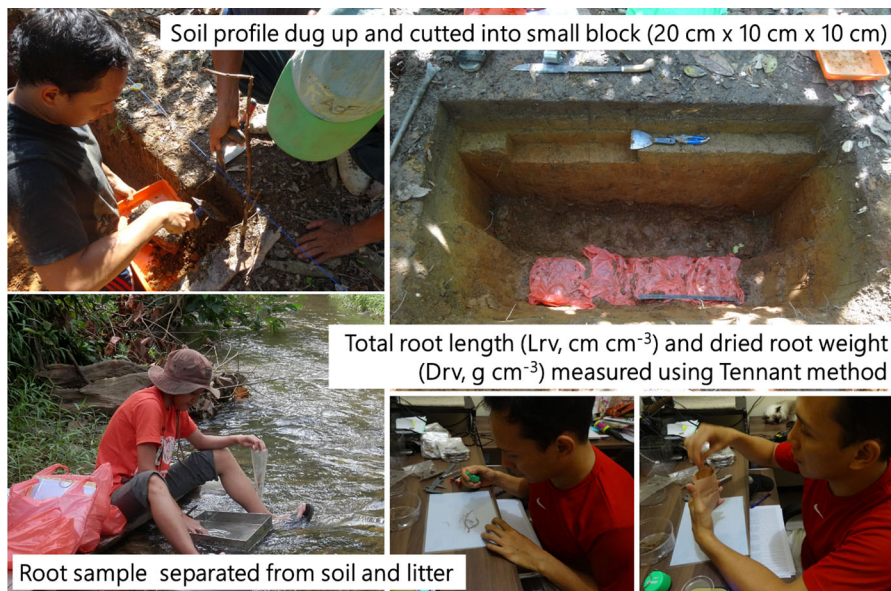 Soil profile dug up and cutted into small block (20 cm x 10 cm x 10 cm)
Total root length (Lrv, cm cm⁻³) and dried root weight
(Drv, g cm⁻³) measured using Tennant method
Root sample separated from soil and litter